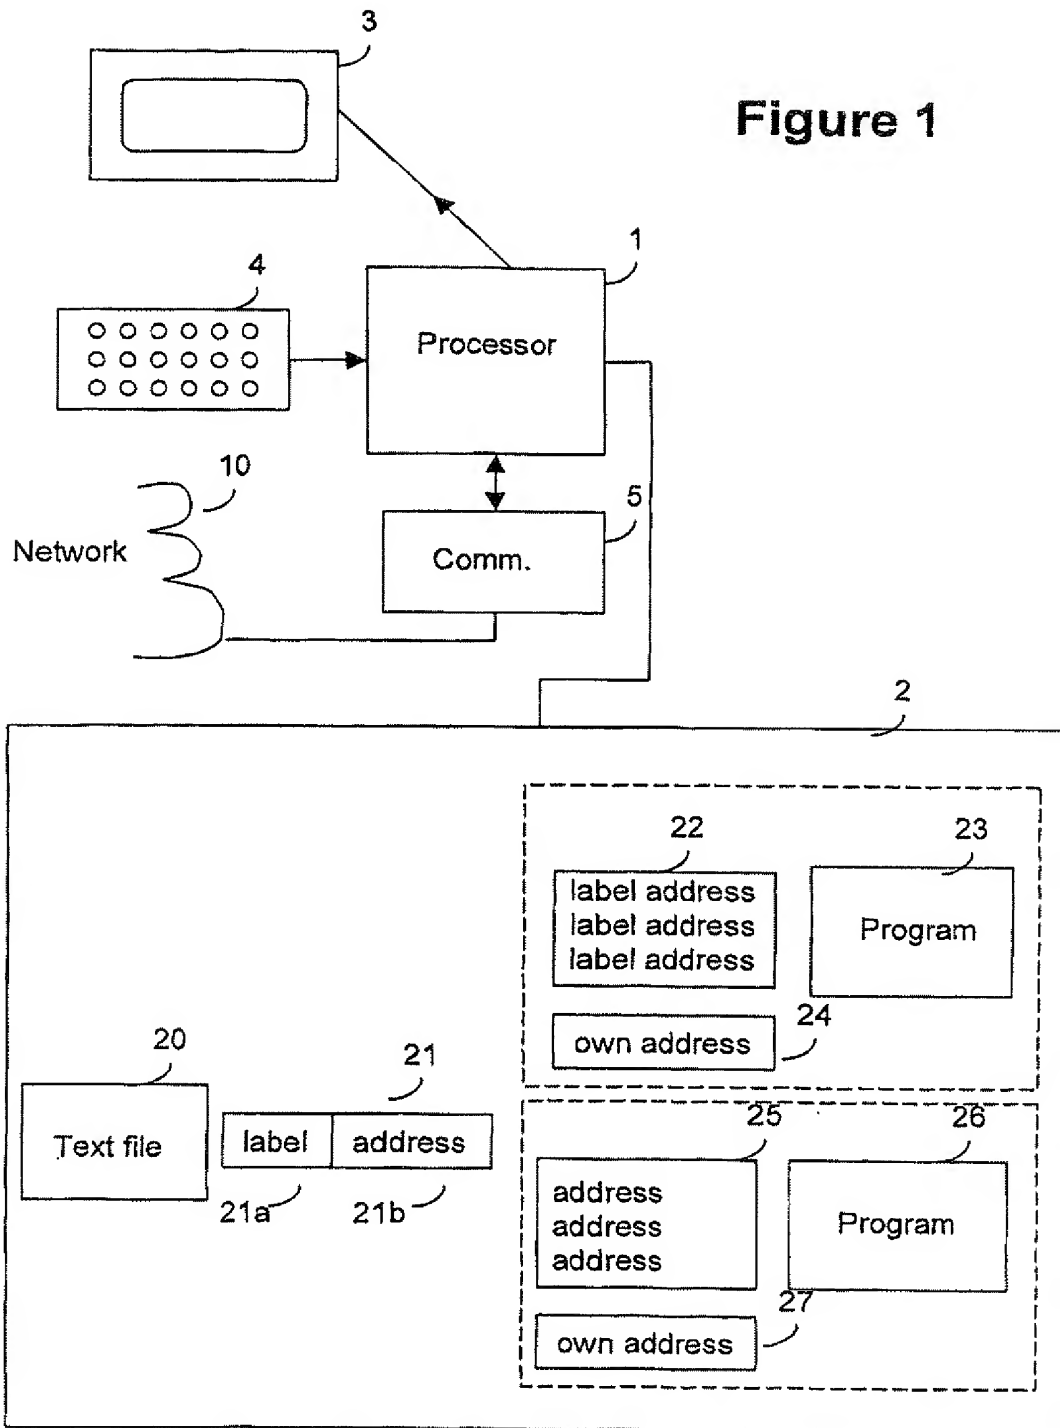 3
Figure 1
1
4
Processor
10
5
Network
Comm.
2
22
23
label address
label address
label address
Program
24
own address
20
21
Text file
label
address
21a
21b
25
26
address
address
address
Program
27
own address